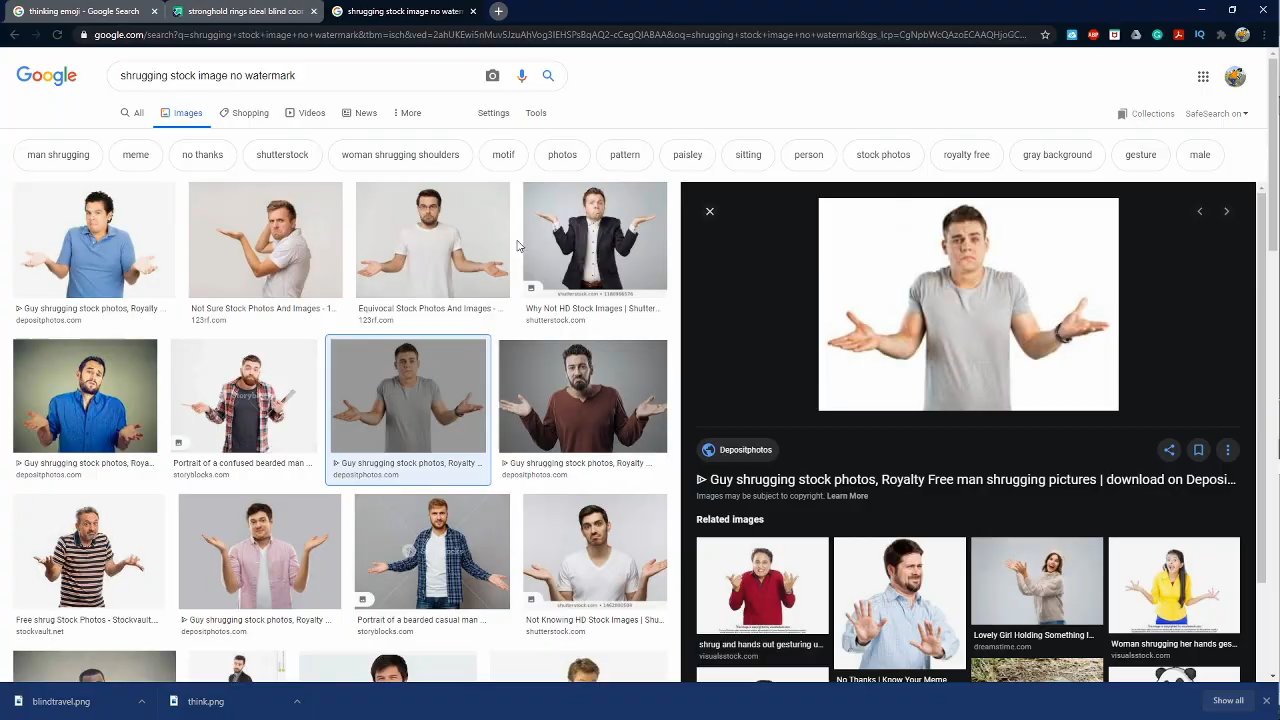 thinking emoji - Google Search
stronghold rings ideal blind coo
shrugging stock image no water
google.com/search?q=shrugging+stock+image+no+watermark&tbm=isch&ved=2ahUKEwi5nMuv5JzuAhVog3IEHSPsBqAQ2-cCegQIABAA&oq=shrugging+stock+image+no+watermark&gs_lcp=CgNpbWcQAzoECAAQHjoGC...
Google
shrugging stock image no watermark
All
Images
Shopping
Videos
News
More
Settings
Tools
Collections
SafeSearch on
man shrugging
meme
no thanks
shutterstock
woman shrugging shoulders
motif
photos
pattern
paisley
sitting
person
stock photos
royalty free
gray background
gesture
male
Guy shrugging stock photos, Royalty ...
depositphotos.com
Not Sure Stock Photos And Images - 1...
123rf.com
Equivocal Stock Photos And Images - ...
123rf.com
Why Not HD Stock Images | Shutter...
shutterstock.com
Guy shrugging stock photos, Roya...
depositphotos.com
Portrait of a confused bearded man ...
storyblocks.com
Guy shrugging stock photos, Royalty ...
depositphotos.com
Guy shrugging stock photos, Royalty ...
depositphotos.com
Free shrug Stock Photos - Stockvault...
stockvault.net
Guy shrugging stock photos, Royalty ...
depositphotos.com
Portrait of a bearded casual man ...
storyblocks.com
Not Knowing HD Stock Images | Shu...
shutterstock.com
Depositphotos
Guy shrugging stock photos, Royalty Free man shrugging pictures | download on Deposi...
Images may be subject to copyright. Learn More
Related images
shrug and hands out gesturing u...
visualsstock.com
No Thanks | Know Your Meme
Lovely Girl Holding Something I...
dreamstime.com
Woman shrugging her hands ges...
visualsstock.com
blindtravel.png
think.png
Show all